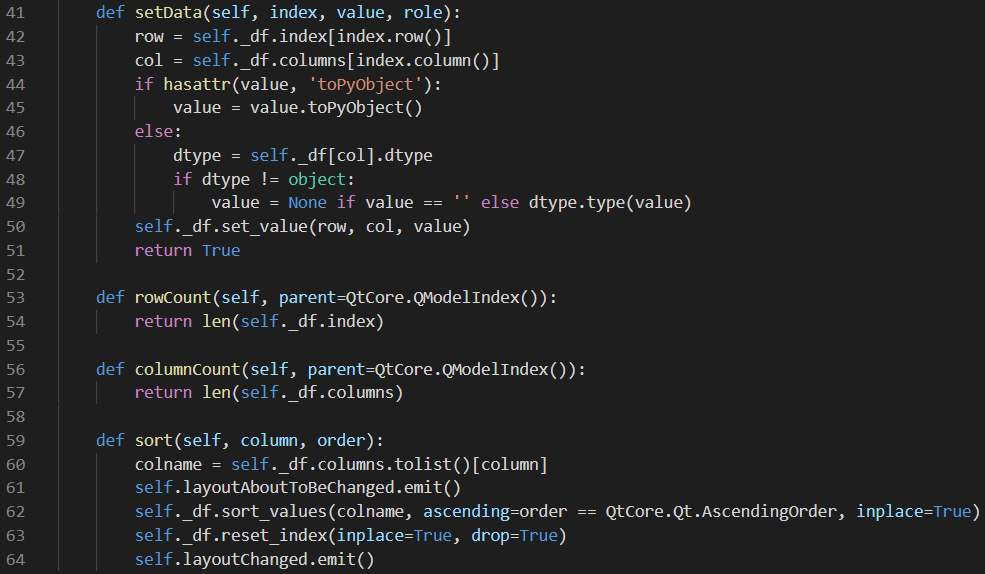 41 def setData(self, index, value, role):
42 row = self._df.index[index.row()]
43 col = self._df.columns[index.column()]
44 if hasattr(value, 'toPyObject'):
45 value = value.toPyObject()
46 else:
47 dtype = self._df[col].dtype
48 if dtype != object:
49 value = None if value == '' else dtype.type(value)
50 self._df.set_value(row, col, value)
51 return True
52
53 def rowCount(self, parent=QtCore.QModelIndex()):
54 return len(self._df.index)
55
56 def columnCount(self, parent=QtCore.QModelIndex()):
57 return len(self._df.columns)
58
59 def sort(self, column, order):
60 colname = self._df.columns.tolist()[column]
61 self.layoutAboutToBeChanged.emit()
62 self._df.sort_values(colname, ascending=order == QtCore.Qt.AscendingOrder, inplace=True)
63 self._df.reset_index(inplace=True, drop=True)
64 self.layoutChanged.emit()